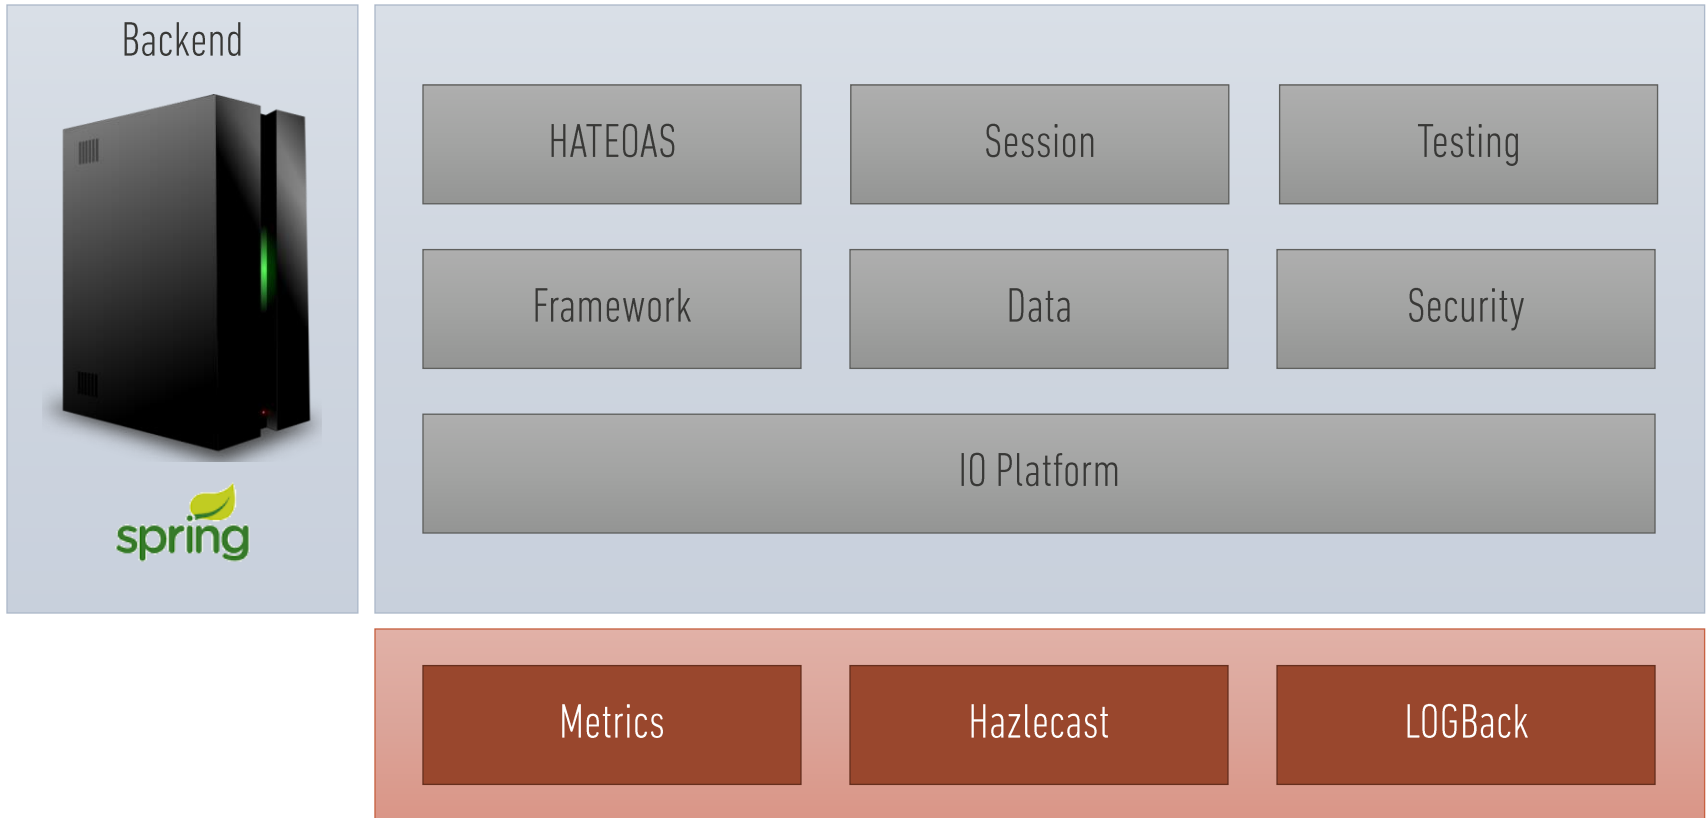 Backend
spring
HATEOAS
Session
Testing
Framework
Data
Security
IO Platform
Metrics
Hazlecast
LOGBack